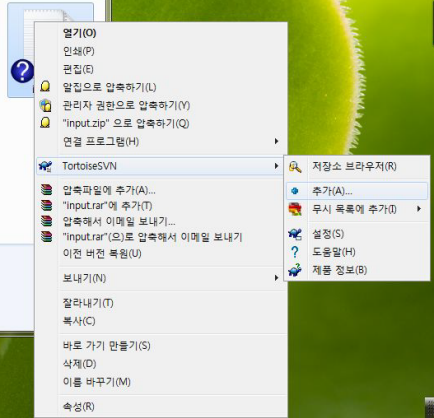 열기(O)
인쇄(P)
편집(E)
알집으로 압축하기(L)
관리자 권한으로 압축하기(Y)
"input.zip" 으로 압축하기(Q)
연결 프로그램(H)
TortoiseSVN
저장소 브라우저(R)
추가(A)...
무시 목록에 추가(I)
설정(S)
도움말(H)
제품 정보(B)
압축파일에 추가(A)...
"input.rar"에 추가(T)
압축해서 이메일 보내기...
"input.rar"(으)로 압축해서 이메일 보내기
이전 버전 복원(U)
보내기(N)
잘라내기(T)
복사(C)
바로 가기 만들기(S)
삭제(D)
이름 바꾸기(M)
속성(R)